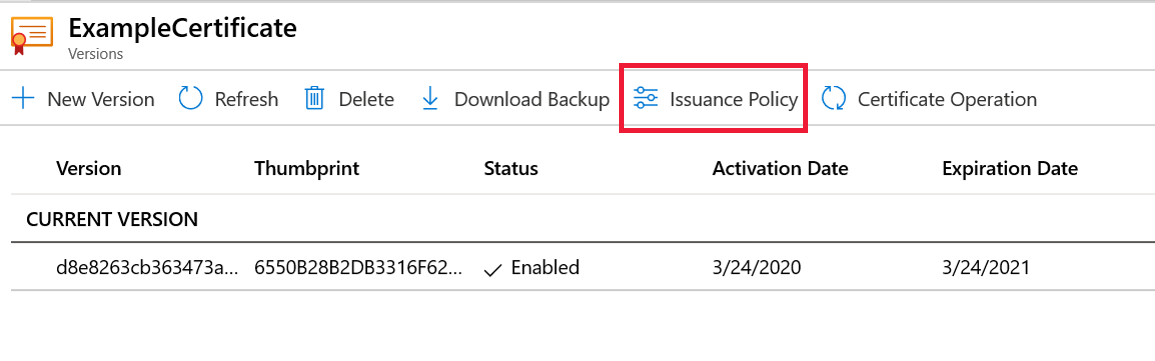 ExampleCertificate
Versions
New Version Refresh Delete Download Backup Issuance Policy Certificate Operation
Version Thumbprint Status Activation Date Expiration Date
CURRENT VERSION
d8e8263cb363473a... 6550B28B2DB3316F62... Enabled 3/24/2020 3/24/2021